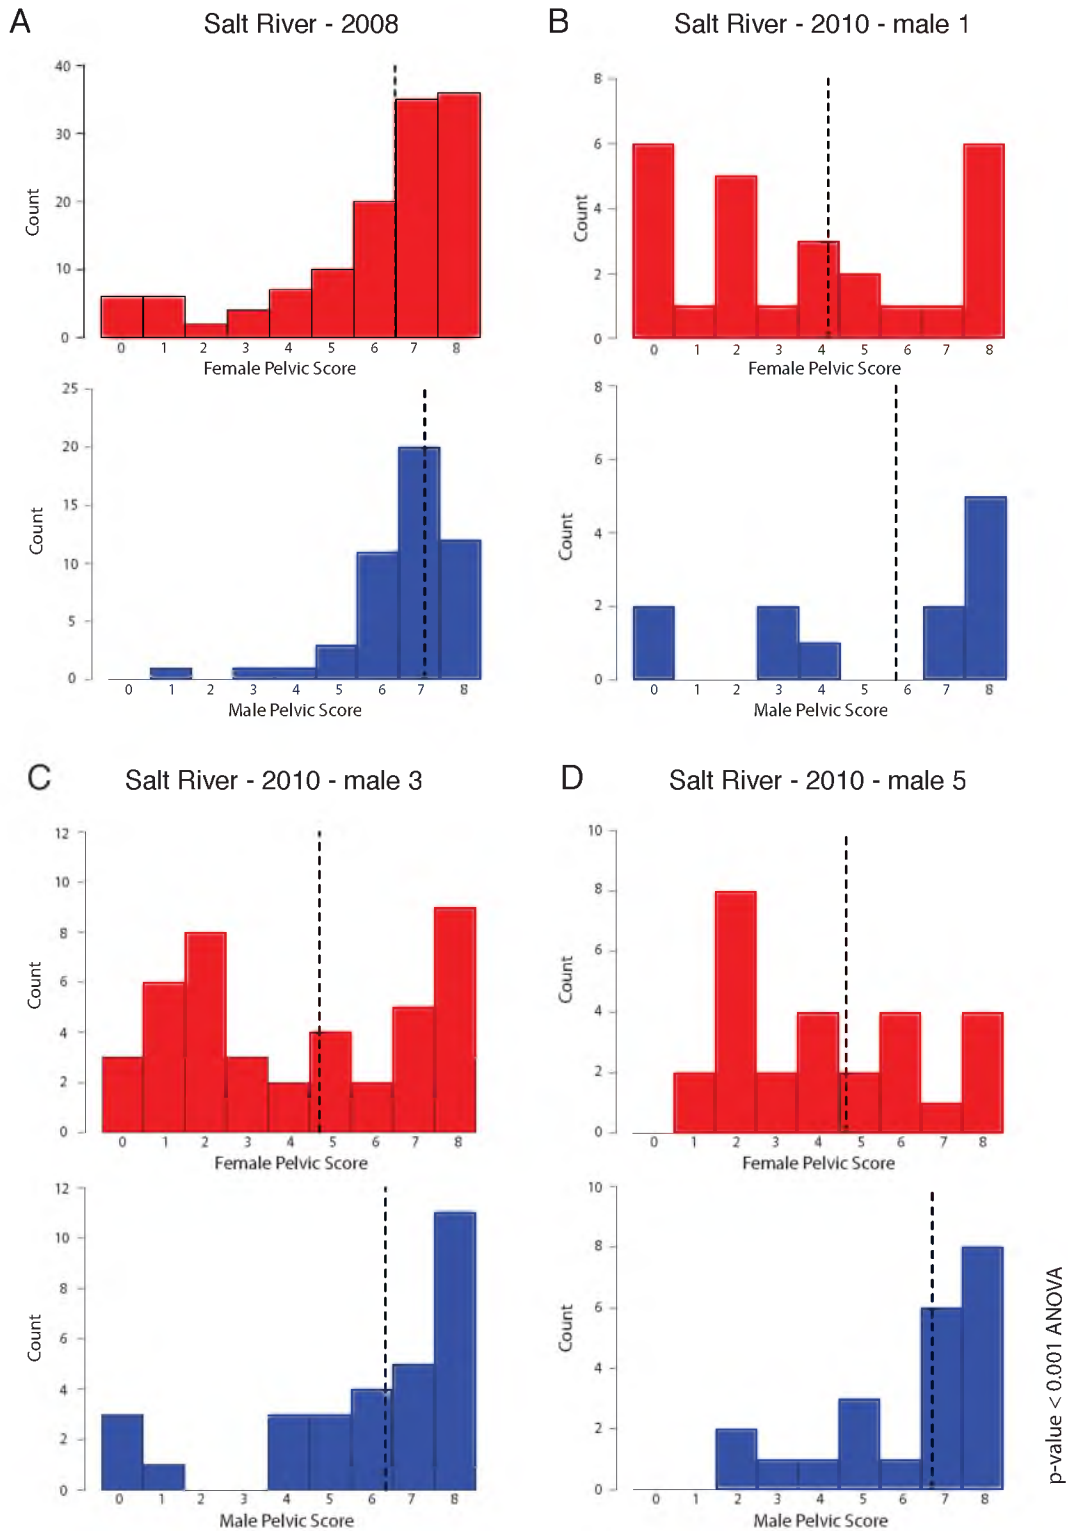 A
Salt River - 2008
40
30
20
10
0
Count
0 1 2 3 4 5 6 7 8
Female Pelvic Score
25
20
15
10
5
0
Count
0 1 2 3 4 5 6 7 8
Male Pelvic Score
B
Salt River - 2010 - male 1
8
6
4
2
0
Count
0 1 2 3 4 5 6 7 8
Female Pelvic Score
8
6
4
2
0
Count
0 1 2 3 4 5 6 7 8
Male Pelvic Score
C
Salt River - 2010 - male 3
12
10
8
6
4
2
0
Count
0 1 2 3 4 5 6 7 8
Female Pelvic Score
12
10
8
6
4
2
0
Count
0 1 2 3 4 5 6 7 8
Male Pelvic Score
D
Salt River - 2010 - male 5
10
8
6
4
2
0
Count
0 1 2 3 4 5 6 7 8
Female Pelvic Score
10
8
6
4
2
0
Count
0 1 2 3 4 5 6 7 8
Male Pelvic Score
p-value < 0.001 ANOVA